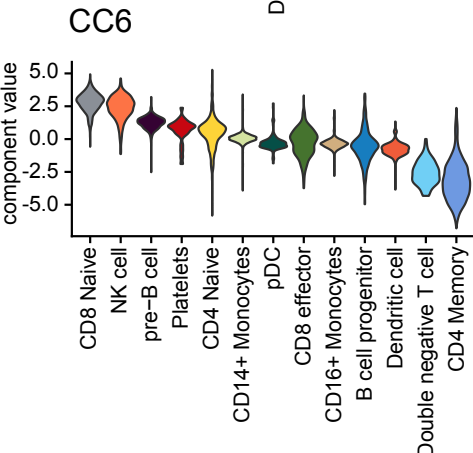 D
CC6
component value
5.0
2.5
0.0
-2.5
-5.0
CD8 Naive
NK cell
pre−B cell
Platelets
CD4 Naive
CD14+ Monocytes
pDC
CD8 effector
CD16+ Monocytes
B cell progenitor
Dendritic cell
Double negative T cell
CD4 Memory